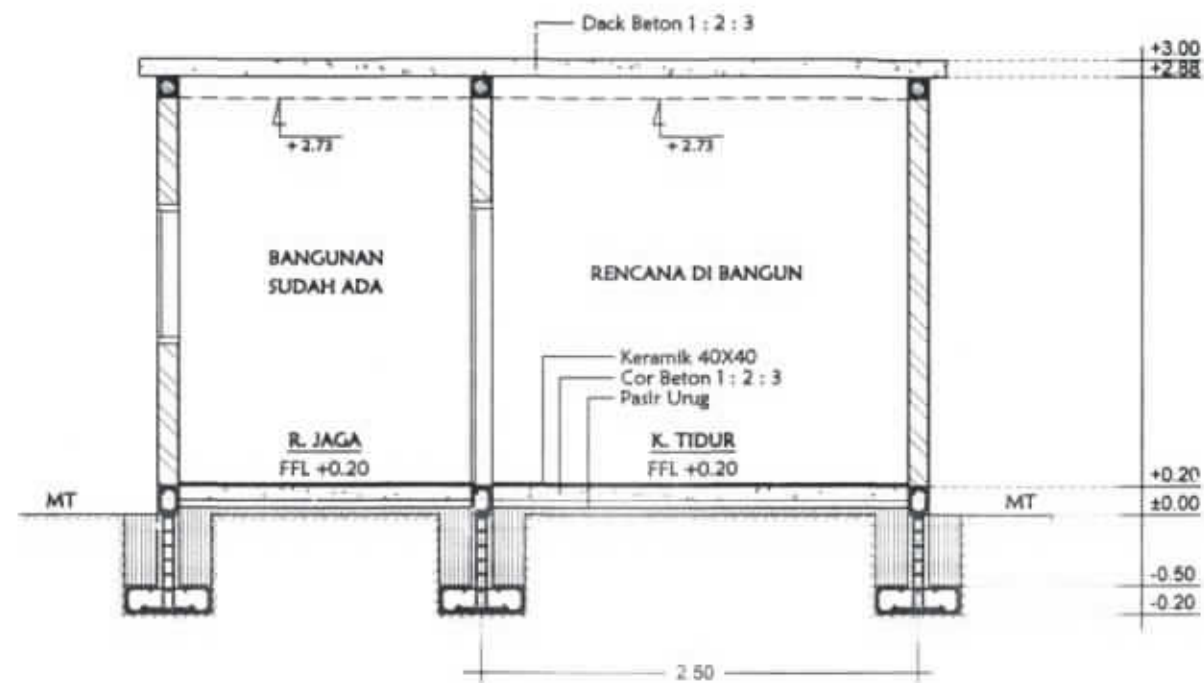 Dack Beton 1 : 2 : 3
+3.00
+2.88
+ 2.73
+ 2.73
BANGUNAN
SUDAH ADA
RENCANA DI BANGUN
Keramik 40X40
Cor Beton 1 : 2 : 3
Pasir Urug
R. JAGA
FFL +0.20
K. TIDUR
FFL +0.20
+0.20
MT
MT
±0.00
-0.50
-0.20
2.50